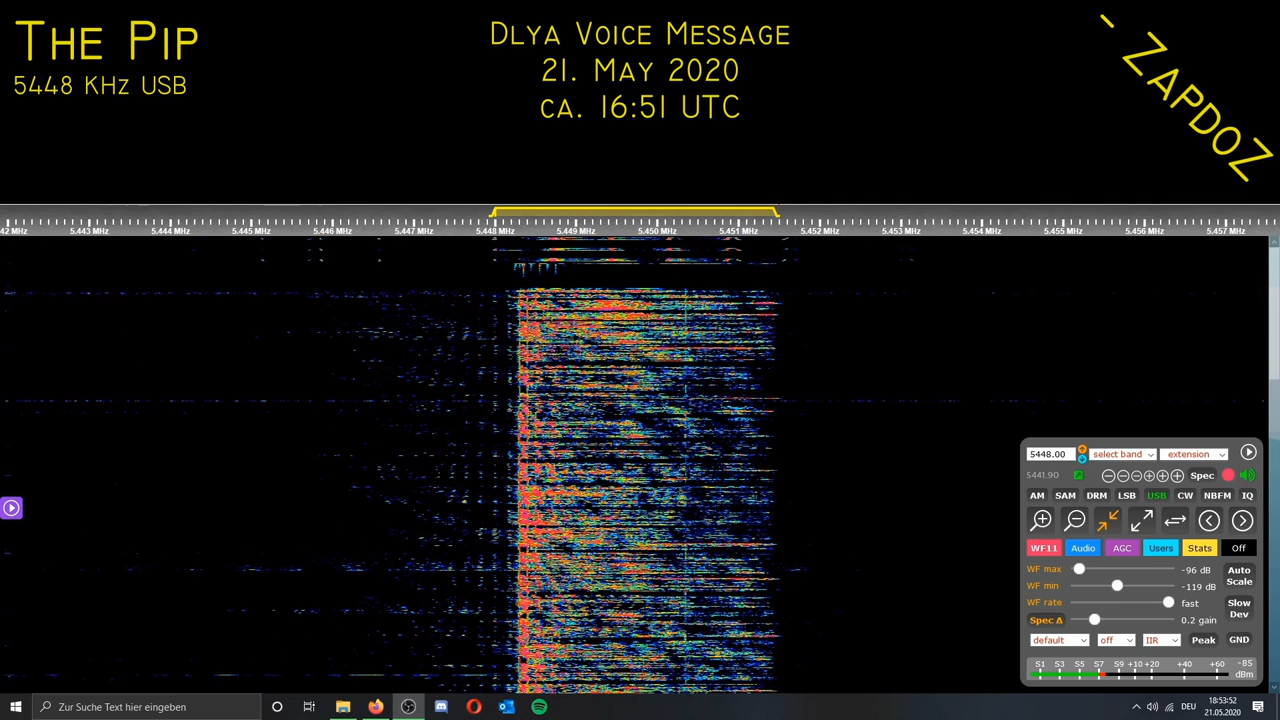 The Pip
5448 KHz USB
Dlya Voice Message
21. May 2020
ca. 16:51 UTC
- ZAPDOZ
42 MHz 5.443 MHz 5.444 MHz 5.445 MHz 5.446 MHz 5.447 MHz 5.448 MHz 5.449 MHz 5.450 MHz 5.451 MHz 5.452 MHz 5.453 MHz 5.454 MHz 5.455 MHz 5.456 MHz 5.457 MHz
5448.00 select band extension
5441.90 Spec
AM SAM DRM LSB USB CW NBFM IQ
WF11 Audio AGC Users Stats Off
WF max -96 dB Auto Scale
WF min -119 dB
WF rate fast Slow Dev
Spec Δ 0.2 gain
default off IIR Peak GND
S1 S3 S5 S7 S9 +10 +20 +40 +60 -85 dBm
Zur Suche Text hier eingeben
DEU
18:53:52
21.05.2020